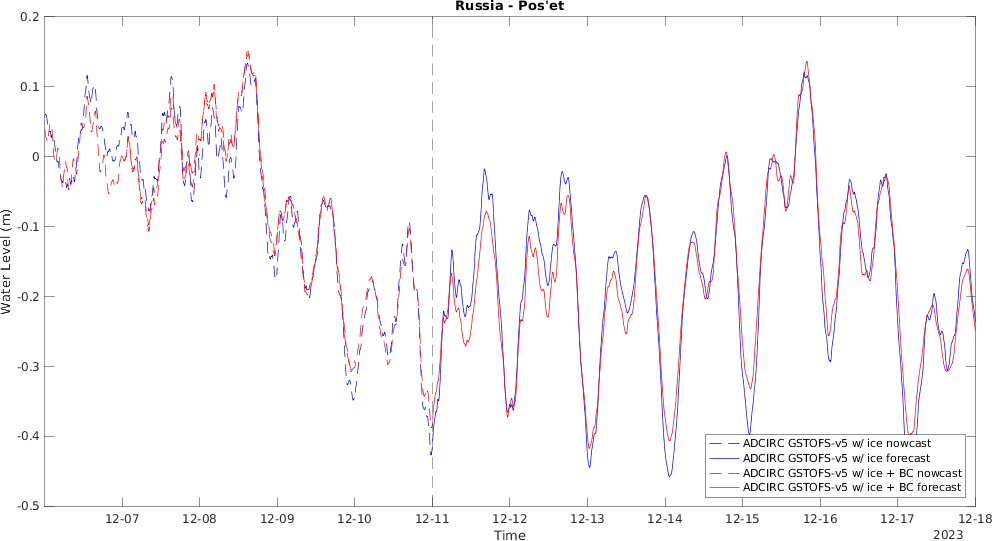 Russia - Pos'et
0.2
0.1
0
-0.1
-0.2
-0.3
-0.4
-0.5
Water Level (m)
ADCIRC GSTOFS-v5 w/ ice nowcast
ADCIRC GSTOFS-v5 w/ ice forecast
ADCIRC GSTOFS-v5 w/ ice + BC nowcast
ADCIRC GSTOFS-v5 w/ ice + BC forecast
12-07 12-08 12-09 12-10 12-11 12-12 12-13 12-14 12-15 12-16 12-17 12-18
Time
2023